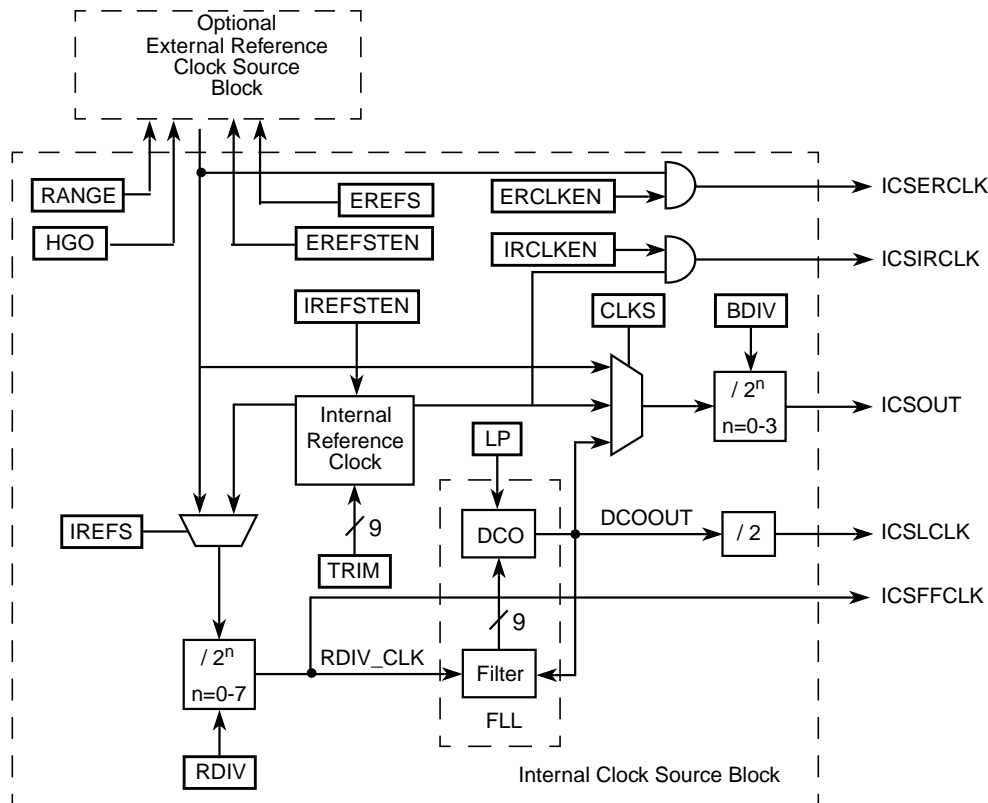 Optional
External Reference
Clock Source
Block
RANGE
HGO
EREFS
EREFSTEN
ERCLKEN
IRCLKEN
ICSERCLK
ICSIRCLK
IREFSTEN
CLKS
BDIV
Internal
Reference
Clock
/ 2ⁿ
n=0-3
ICSOUT
LP
IREFS
9
TRIM
DCO
DCOOUT
/ 2
ICSLCLK
ICSFFCLK
9
/ 2ⁿ
n=0-7
RDIV_CLK
Filter
FLL
RDIV
Internal Clock Source Block